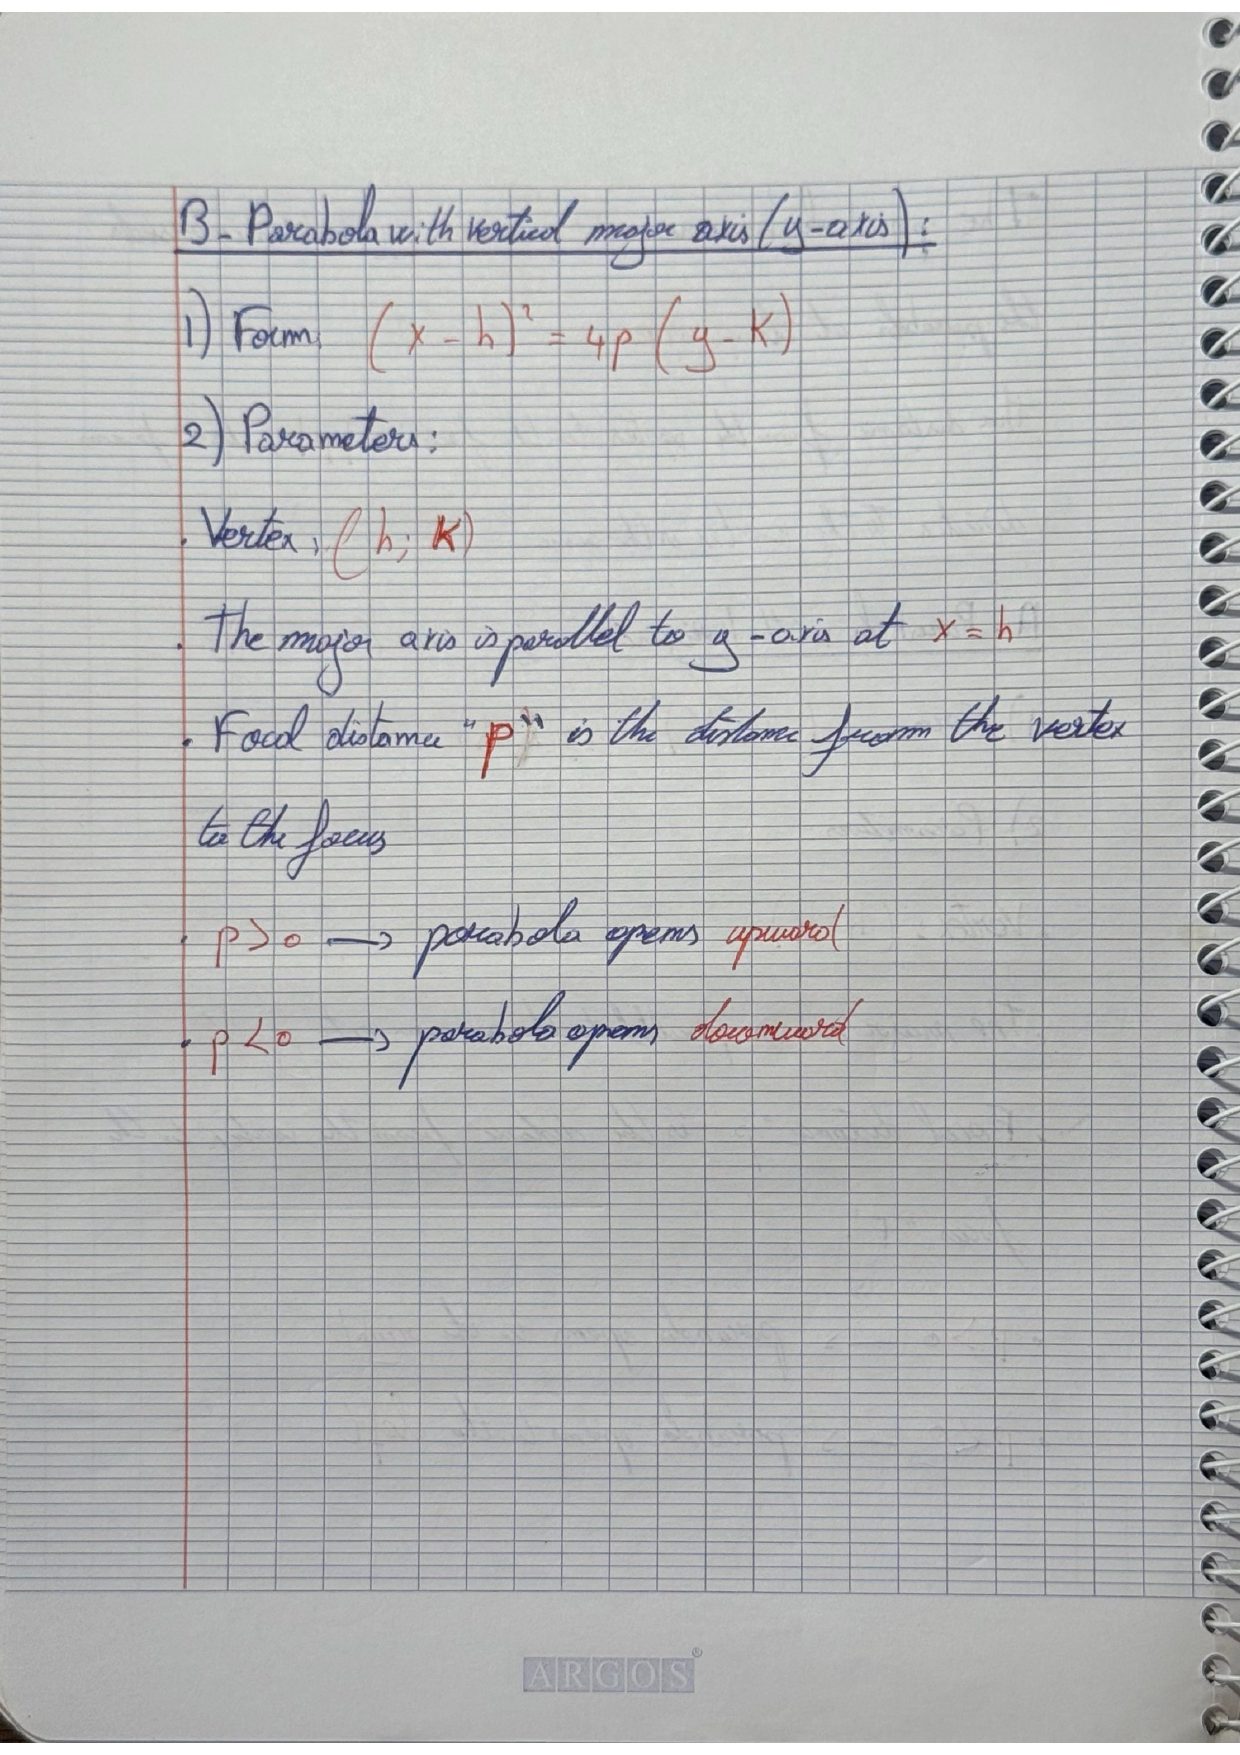 B- Parabola with vertical major axis (y-axis):
1) Form: (x - h)² = 4p (y - K)
2) Parameters:
. Vertex: (h; K)
. The major axis is parallel to y-axis at x = h
. Focal distance "p" is the distance from the vertex
to the focus
. p > 0 → parabola opens upward
. p < 0 → parabola opens downward
ARGOS®